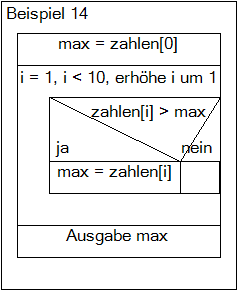 Beispiel 14
max = zahlen[0]
i = 1, i < 10, erhöhe i um 1
zahlen[i] > max
ja nein
max = zahlen[i]
Ausgabe max